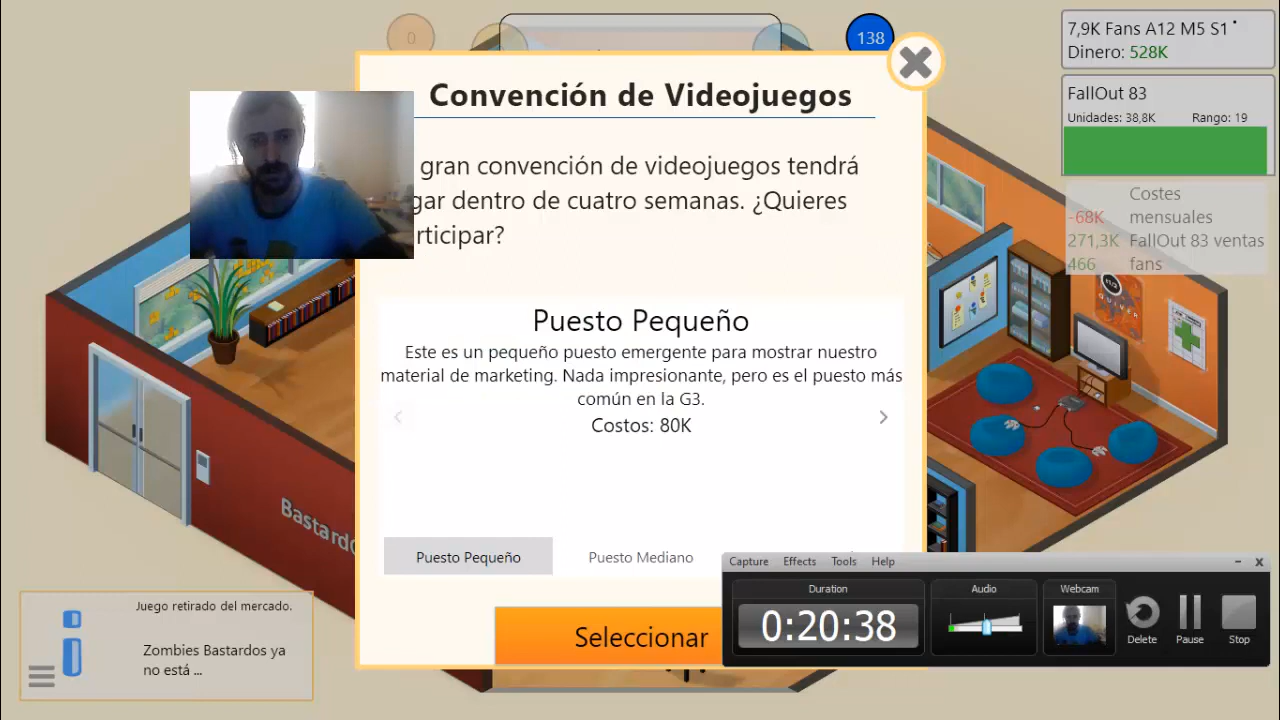 0
138
7,9K Fans A12 M5 S1
Dinero: 528K
FallOut 83
Unidades: 38,8K Rango: 19
Costes
-68K mensuales
271,3K FallOut 83 ventas
466 fans
Convención de Videojuegos
gran convención de videojuegos tendrá
gar dentro de cuatro semanas. ¿Quieres
rticipar?
Puesto Pequeño
Este es un pequeño puesto emergente para mostrar nuestro
material de marketing. Nada impresionante, pero es el puesto más
común en la G3.
Costos: 80K
Puesto Pequeño Puesto Mediano
Seleccionar
Bastardo
Juego retirado del mercado.
Zombies Bastardos ya
no está ...
Capture Effects Tools Help
Duration Audio Webcam
0:20:38
Delete Pause Stop